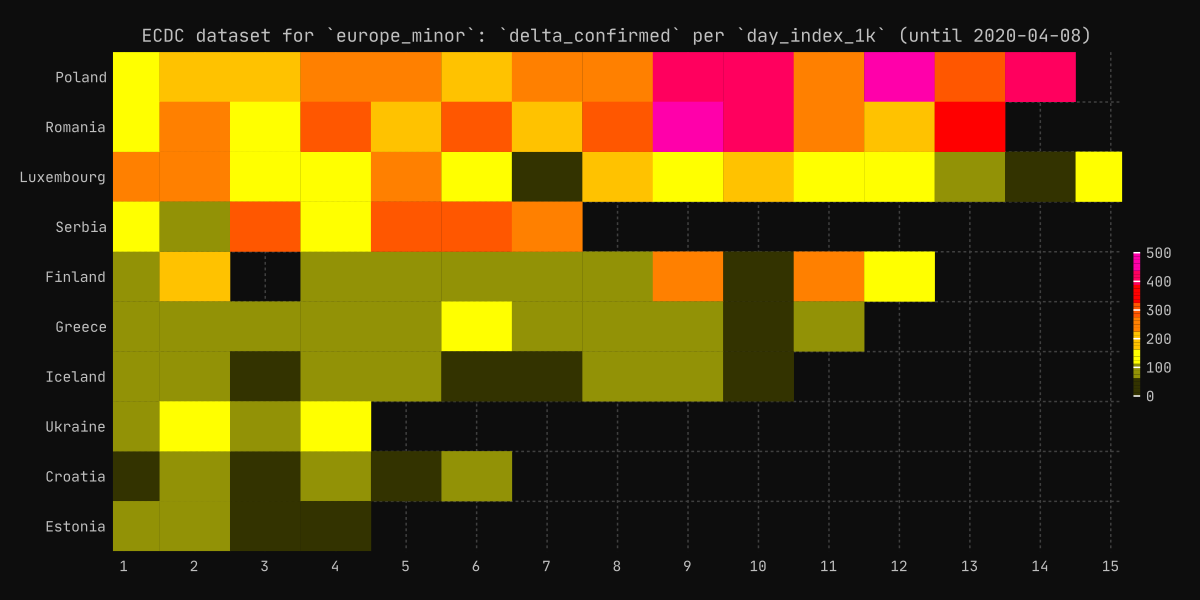 ECDC dataset for `europe_minor`: `delta_confirmed` per `day_index_1k` (until 2020-04-08)
Poland
Romania
Luxembourg
Serbia
Finland
Greece
Iceland
Ukraine
Croatia
Estonia
1 2 3 4 5 6 7 8 9 10 11 12 13 14 15
500
400
300
200
100
0